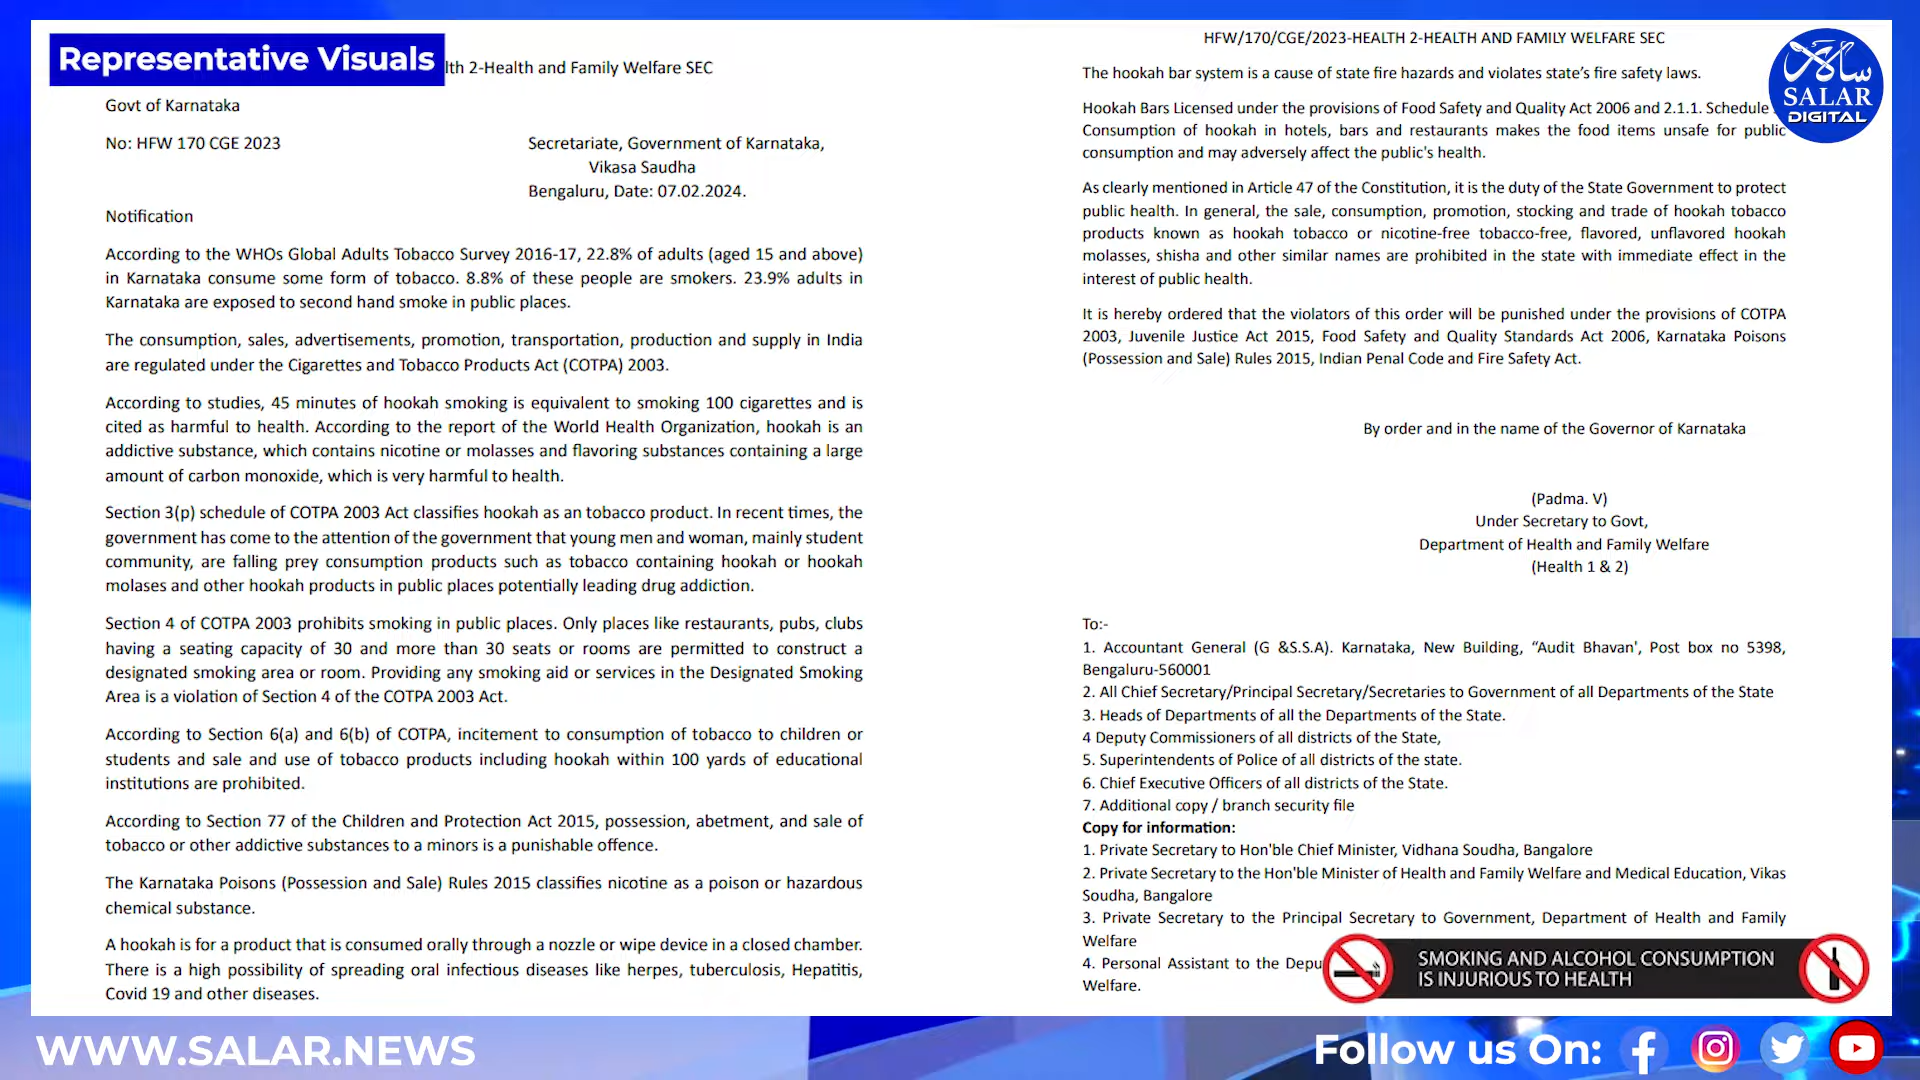 Representative Visuals
lth 2-Health and Family Welfare SEC
Govt of Karnataka
No: HFW 170 CGE 2023
Secretariate, Government of Karnataka,
Vikasa Saudha
Bengaluru, Date: 07.02.2024.
Notification
According to the WHOs Global Adults Tobacco Survey 2016-17, 22.8% of adults (aged 15 and above)
in Karnataka consume some form of tobacco. 8.8% of these people are smokers. 23.9% adults in
Karnataka are exposed to second hand smoke in public places.
The consumption, sales, advertisements, promotion, transportation, production and supply in India
are regulated under the Cigarettes and Tobacco Products Act (COTPA) 2003.
According to studies, 45 minutes of hookah smoking is equivalent to smoking 100 cigarettes and is
cited as harmful to health. According to the report of the World Health Organization, hookah is an
addictive substance, which contains nicotine or molasses and flavoring substances containing a large
amount of carbon monoxide, which is very harmful to health.
Section 3(p) schedule of COTPA 2003 Act classifies hookah as an tobacco product. In recent times, the
government has come to the attention of the government that young men and woman, mainly student
community, are falling prey consumption products such as tobacco containing hookah or hookah
molases and other hookah products in public places potentially leading drug addiction.
Section 4 of COTPA 2003 prohibits smoking in public places. Only places like restaurants, pubs, clubs
having a seating capacity of 30 and more than 30 seats or rooms are permitted to construct a
designated smoking area or room. Providing any smoking aid or services in the Designated Smoking
Area is a violation of Section 4 of the COTPA 2003 Act.
According to Section 6(a) and 6(b) of COTPA, incitement to consumption of tobacco to children or
students and sale and use of tobacco products including hookah within 100 yards of educational
institutions are prohibited.
According to Section 77 of the Children and Protection Act 2015, possession, abetment, and sale of
tobacco or other addictive substances to a minors is a punishable offence.
The Karnataka Poisons (Possession and Sale) Rules 2015 classifies nicotine as a poison or hazardous
chemical substance.
A hookah is for a product that is consumed orally through a nozzle or wipe device in a closed chamber.
There is a high possibility of spreading oral infectious diseases like herpes, tuberculosis, Hepatitis,
Covid 19 and other diseases.
HFW/170/CGE/2023-HEALTH 2-HEALTH AND FAMILY WELFARE SEC
The hookah bar system is a cause of state fire hazards and violates state's fire safety laws.
Hookah Bars Licensed under the provisions of Food Safety and Quality Act 2006 and 2.1.1. Schedule
Consumption of hookah in hotels, bars and restaurants makes the food items unsafe for public
consumption and may adversely affect the public's health.
As clearly mentioned in Article 47 of the Constitution, it is the duty of the State Government to protect
public health. In general, the sale, consumption, promotion, stocking and trade of hookah tobacco
products known as hookah tobacco or nicotine-free tobacco-free, flavored, unflavored hookah
molasses, shisha and other similar names are prohibited in the state with immediate effect in the
interest of public health.
It is hereby ordered that the violators of this order will be punished under the provisions of COTPA
2003, Juvenile Justice Act 2015, Food Safety and Quality Standards Act 2006, Karnataka Poisons
(Possession and Sale) Rules 2015, Indian Penal Code and Fire Safety Act.
By order and in the name of the Governor of Karnataka
(Padma. V)
Under Secretary to Govt,
Department of Health and Family Welfare
(Health 1 & 2)
To:-
1. Accountant General (G &S.S.A). Karnataka, New Building, “Audit Bhavan', Post box no 5398,
Bengaluru-560001
2. All Chief Secretary/Principal Secretary/Secretaries to Government of all Departments of the State
3. Heads of Departments of all the Departments of the State.
4 Deputy Commissioners of all districts of the State,
5. Superintendents of Police of all districts of the state.
6. Chief Executive Officers of all districts of the State.
7. Additional copy / branch security file
Copy for information:
1. Private Secretary to Hon'ble Chief Minister, Vidhana Soudha, Bangalore
2. Private Secretary to the Hon'ble Minister of Health and Family Welfare and Medical Education, Vikas
Soudha, Bangalore
3. Private Secretary to the Principal Secretary to Government, Department of Health and Family
Welfare
4. Personal Assistant to the Depu
Welfare.
سالار
SALAR
DIGITAL
SMOKING AND ALCOHOL CONSUMPTION
IS INJURIOUS TO HEALTH
WWW.SALAR.NEWS
Follow us On: